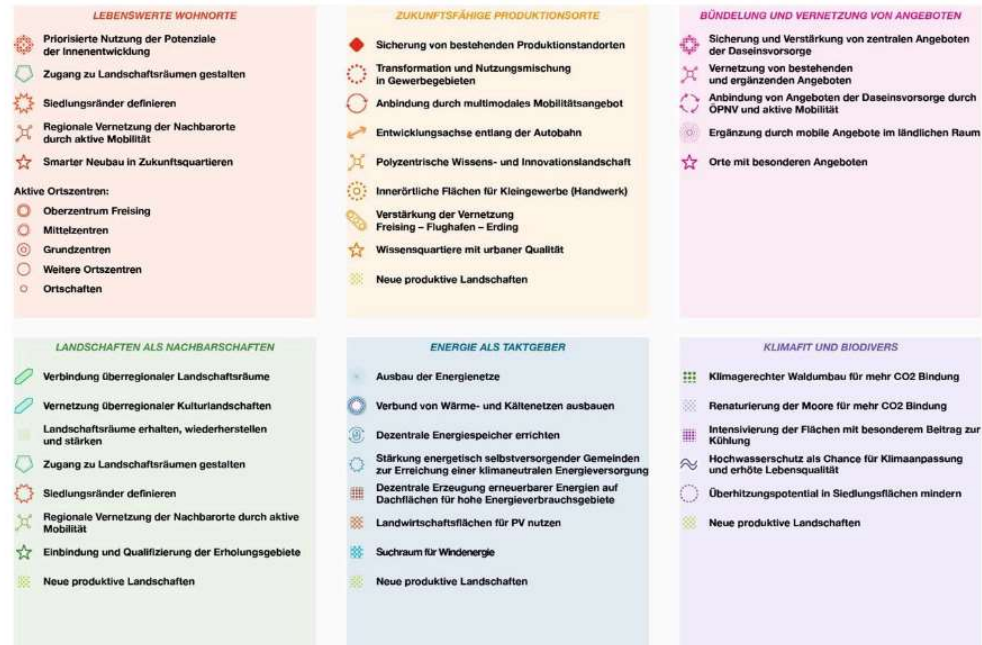 LEBENSWERTE WOHNORTE
Priorisierte Nutzung der Potenziale
der Innenentwicklung
Zugang zu Landschaftsräumen gestalten
Siedlungsränder definieren
Regionale Vernetzung der Nachbarorte
durch aktive Mobilität
Smarter Neubau in Zukunftsquartieren
Aktive Ortszentren:
Oberzentrum Freising
Mittelzentren
Grundzentren
Weitere Ortszentren
Ortschaften
ZUKUNFTSFÄHIGE PRODUKTIONSORTE
Sicherung von bestehenden Produktionstandorten
Transformation und Nutzungsmischung
in Gewerbegebieten
Anbindung durch multimodales Mobilitätsangebot
Entwicklungsachse entlang der Autobahn
Polyzentrische Wissens- und Innovationslandschaft
Innerörtliche Flächen für Kleingewerbe (Handwerk)
Verstärkung der Vernetzung
Freising – Flughafen – Erding
Wissensquartiere mit urbaner Qualität
Neue produktive Landschaften
BÜNDELUNG UND VERNETZUNG VON ANGEBOTEN
Sicherung und Verstärkung von zentralen Angeboten
der Daseinsvorsorge
Vernetzung von bestehenden
und ergänzenden Angeboten
Anbindung von Angeboten der Daseinsvorsorge durch
ÖPNV und aktive Mobilität
Ergänzung durch mobile Angebote im ländlichen Raum
Orte mit besonderen Angeboten
LANDSCHAFTEN ALS NACHBARSCHAFTEN
Verbindung überregionaler Landschaftsräume
Vernetzung überregionaler Kulturlandschaften
Landschaftsräume erhalten, wiederherstellen
und stärken
Zugang zu Landschaftsräumen gestalten
Siedlungsränder definieren
Regionale Vernetzung der Nachbarorte durch aktive
Mobilität
Einbindung und Qualifizierung der Erholungsgebiete
Neue produktive Landschaften
ENERGIE ALS TAKTGEBER
Ausbau der Energienetze
Verbund von Wärme- und Kältenetzen ausbauen
Dezentrale Energiespeicher errichten
Stärkung energetisch selbstversorgender Gemeinden
zur Erreichung einer klimaneutralen Energieversorgung
Dezentrale Erzeugung erneuerbarer Energien auf
Dachflächen für hohe Energieverbrauchsgebiete
Landwirtschaftsflächen für PV nutzen
Suchraum für Windenergie
Neue produktive Landschaften
KLIMAFIT UND BIODIVERS
Klimagerechter Waldumbau für mehr CO2 Bindung
Renaturierung der Moore für mehr CO2 Bindung
Intensivierung der Flächen mit besonderem Beitrag zur
Kühlung
Hochwasserschutz als Chance für Klimaanpassung
und erhöte Lebensqualität
Überhitzungspotential in Siedlungsflächen mindern
Neue produktive Landschaften